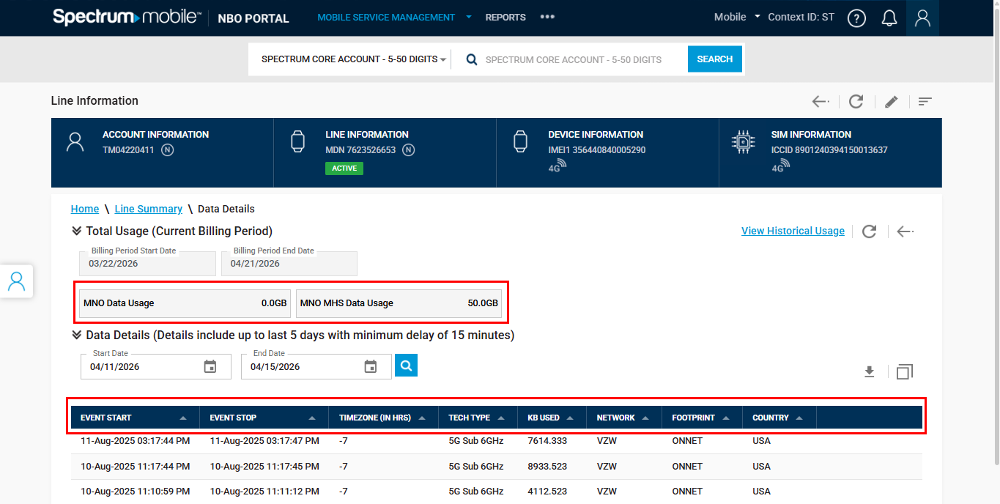 Spectrum mobile™ NBO PORTAL MOBILE SERVICE MANAGEMENT REPORTS ••• Mobile Context ID: ST ?
SPECTRUM CORE ACCOUNT - 5-50 DIGITS SPECTRUM CORE ACCOUNT - 5-50 DIGITS SEARCH
Line Information
ACCOUNT INFORMATION LINE INFORMATION DEVICE INFORMATION SIM INFORMATION
TM04220411 N MDN 7623526653 N IMEI1 356440840005290 ICCID 8901240394150013637
ACTIVE 4G 4G
Home \ Line Summary \ Data Details
Total Usage (Current Billing Period) View Historical Usage
Billing Period Start Date Billing Period End Date
03/22/2026 04/21/2026
MNO Data Usage 0.0GB MNO MHS Data Usage 50.0GB
Data Details (Details include up to last 5 days with minimum delay of 15 minutes)
Start Date End Date
04/11/2026 04/15/2026
EVENT START EVENT STOP TIMEZONE (IN HRS) TECH TYPE KB USED NETWORK FOOTPRINT COUNTRY
11-Aug-2025 03:17:44 PM 11-Aug-2025 03:17:47 PM -7 5G Sub 6GHz 7614.333 VZW ONNET USA
10-Aug-2025 11:17:44 PM 10-Aug-2025 11:17:45 PM -7 5G Sub 6GHz 8933.523 VZW ONNET USA
10-Aug-2025 11:10:59 PM 10-Aug-2025 11:11:12 PM -7 5G Sub 6GHz 4112.523 VZW ONNET USA